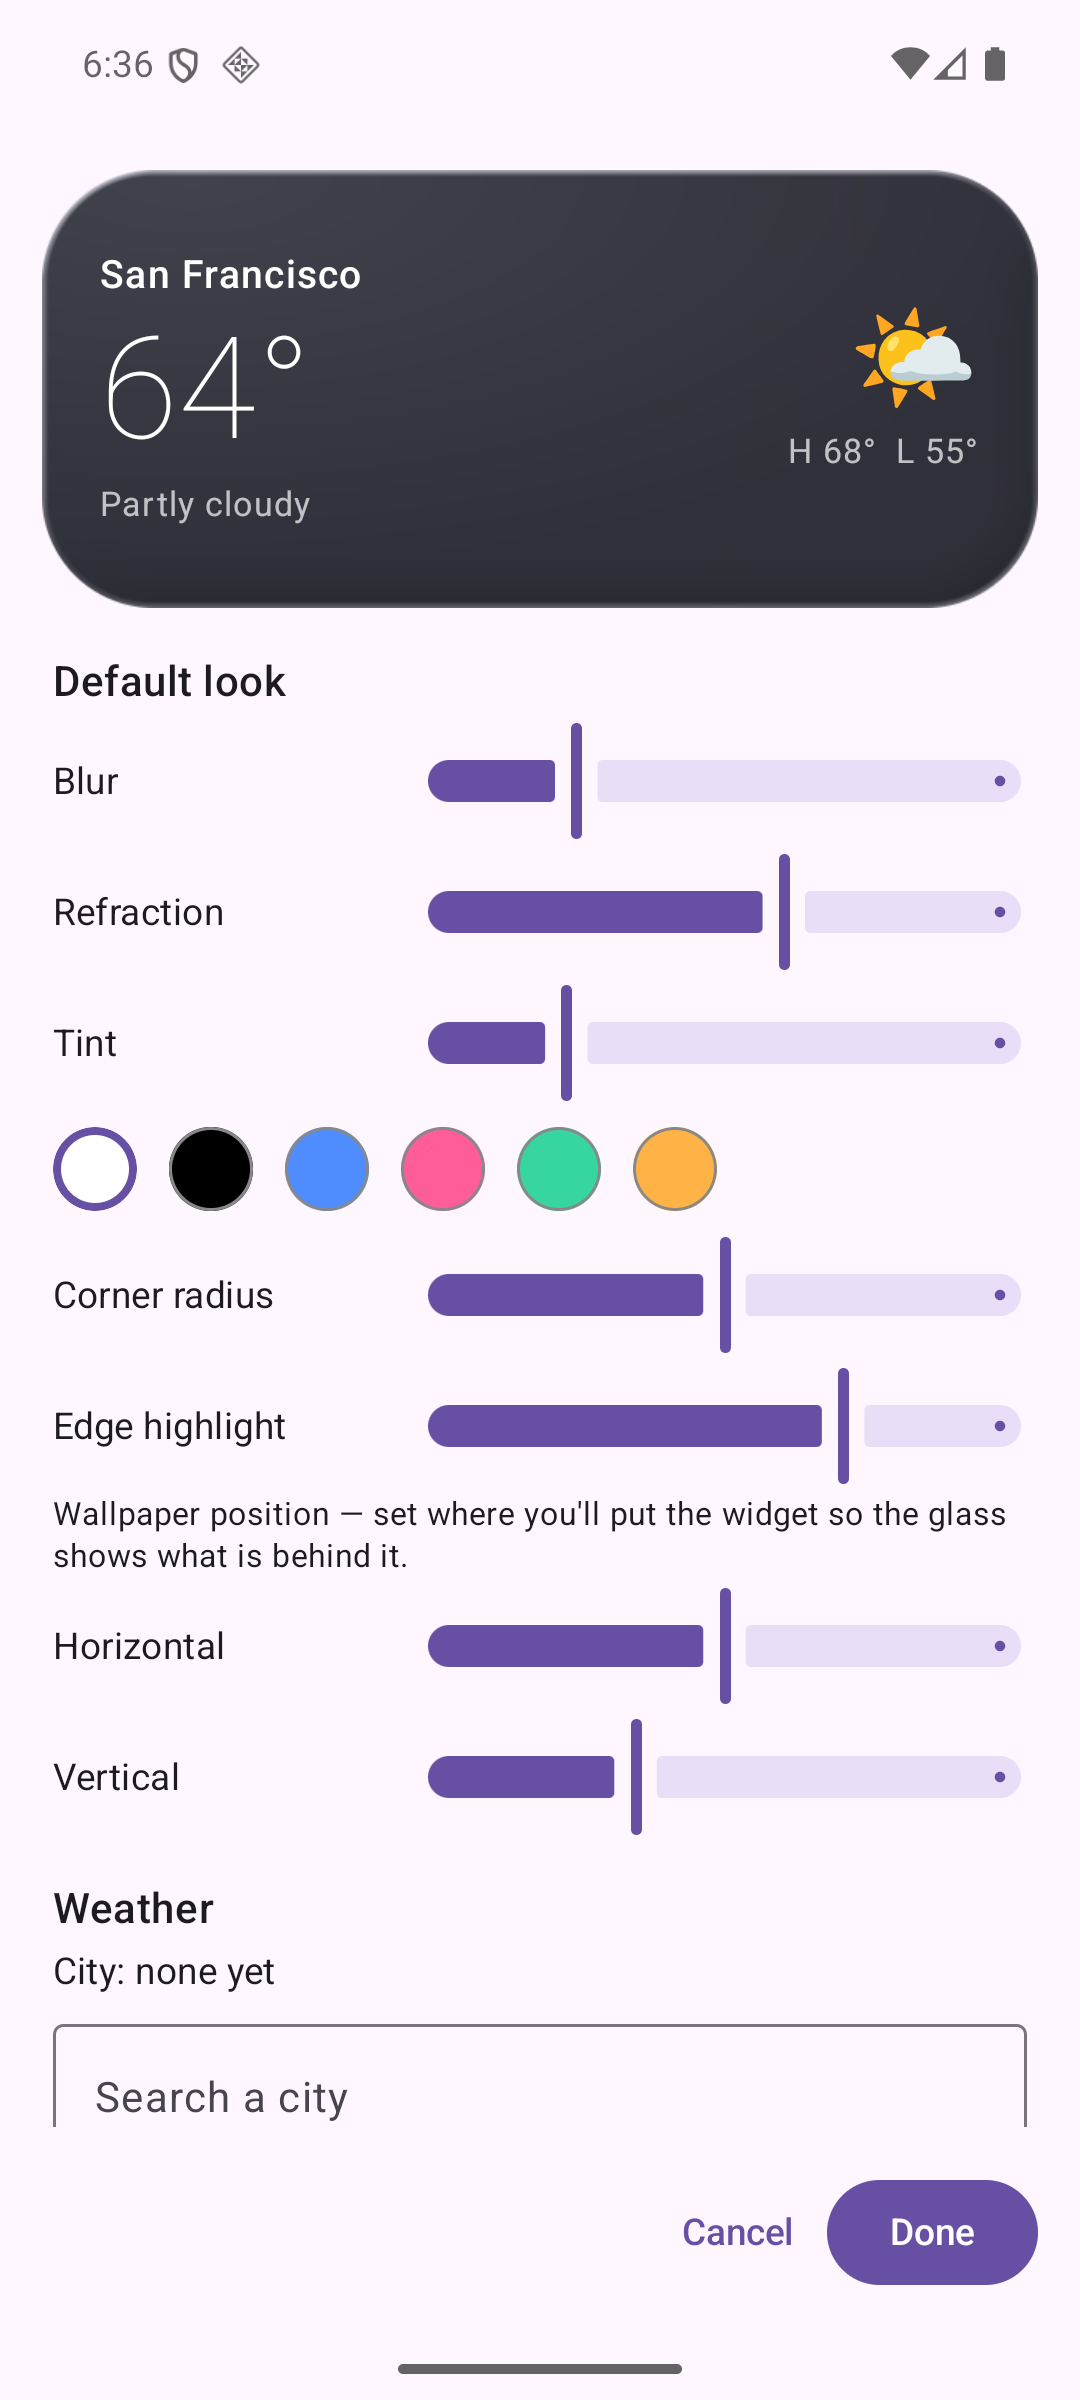 6:36
San Francisco
64°
Partly cloudy
H 68° L 55°
Default look
Blur
Refraction
Tint
Corner radius
Edge highlight
Wallpaper position — set where you'll put the widget so the glass
shows what is behind it.
Horizontal
Vertical
Weather
City: none yet
Search a city
Cancel
Done